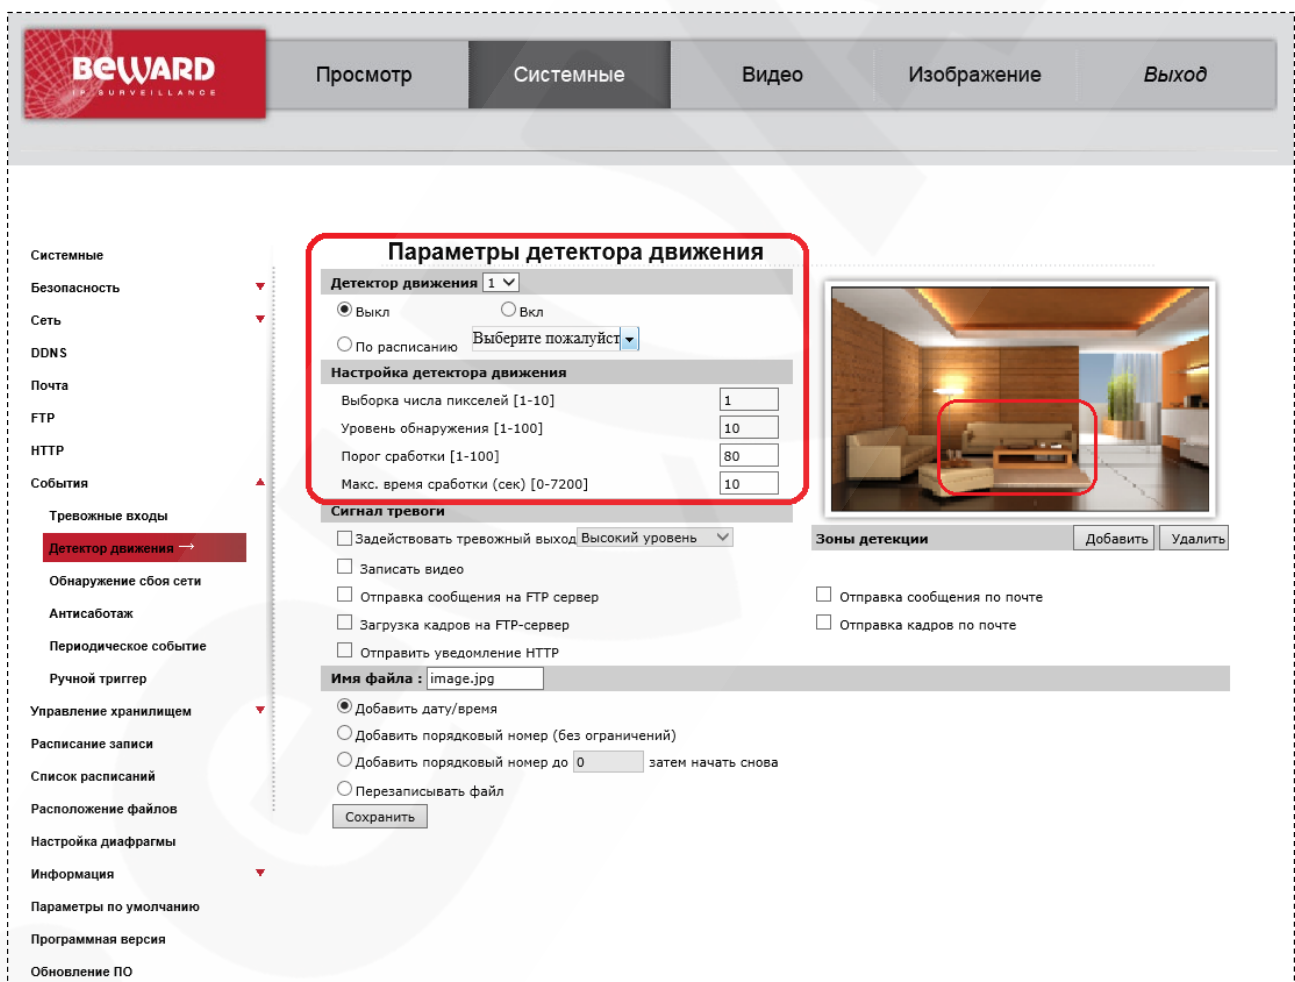 BEWARD
IP SURVEILLANCE
Просмотр
Системные
Видео
Изображение
Выход
Системные
Безопасность
Сеть
DDNS
Почта
FTP
HTTP
События
Тревожные входы
Детектор движения →
Обнаружение сбоя сети
Антисаботаж
Периодическое событие
Ручной триггер
Управление хранилищем
Расписание записи
Список расписаний
Расположение файлов
Настройка диафрагмы
Информация
Параметры по умолчанию
Программная версия
Обновление ПО
Параметры детектора движения
Детектор движения 1
Выкл Вкл
По расписанию Выберите пожалуйст
Настройка детектора движения
Выборка числа пикселей [1-10] 1
Уровень обнаружения [1-100] 10
Порог сработки [1-100] 80
Макс. время сработки (сек) [0-7200] 10
Сигнал тревоги
Задействовать тревожный выход Высокий уровень
Зоны детекции Добавить Удалить
Записать видео
Отправка сообщения на FTP сервер
Отправка сообщения по почте
Загрузка кадров на FTP-сервер
Отправка кадров по почте
Отправить уведомление HTTP
Имя файла : image.jpg
Добавить дату/время
Добавить порядковый номер (без ограничений)
Добавить порядковый номер до 0 затем начать снова
Перезаписывать файл
Сохранить